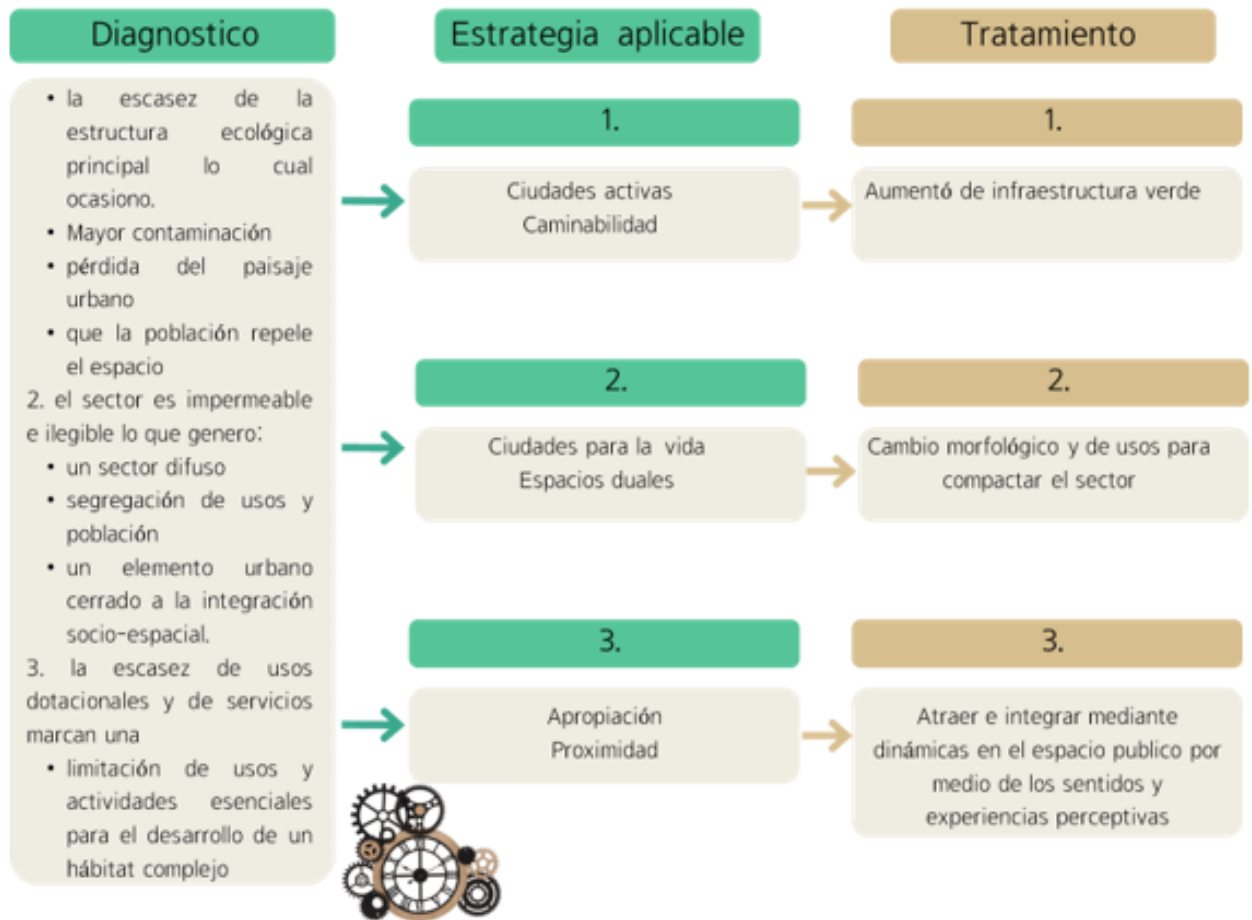 Diagnostico
• la escasez de la
estructura ecológica
principal lo cual
ocasiono.
• Mayor contaminación
• pérdida del paisaje
urbano
• que la población repele
el espacio
2. el sector es impermeable
e ilegible lo que genero:
• un sector difuso
• segregación de usos y
población
• un elemento urbano
cerrado a la integración
socio-espacial.
3. la escasez de usos
dotacionales y de servicios
marcan una
• limitación de usos y
actividades esenciales
para el desarrollo de un
hábitat complejo
Estrategia aplicable
1.
Ciudades activas
Caminabilidad
2.
Ciudades para la vida
Espacios duales
3.
Apropiación
Proximidad
Tratamiento
1.
Aumentó de infraestructura verde
2.
Cambio morfológico y de usos para
compactar el sector
3.
Atraer e integrar mediante
dinámicas en el espacio publico por
medio de los sentidos y
experiencias perceptivas